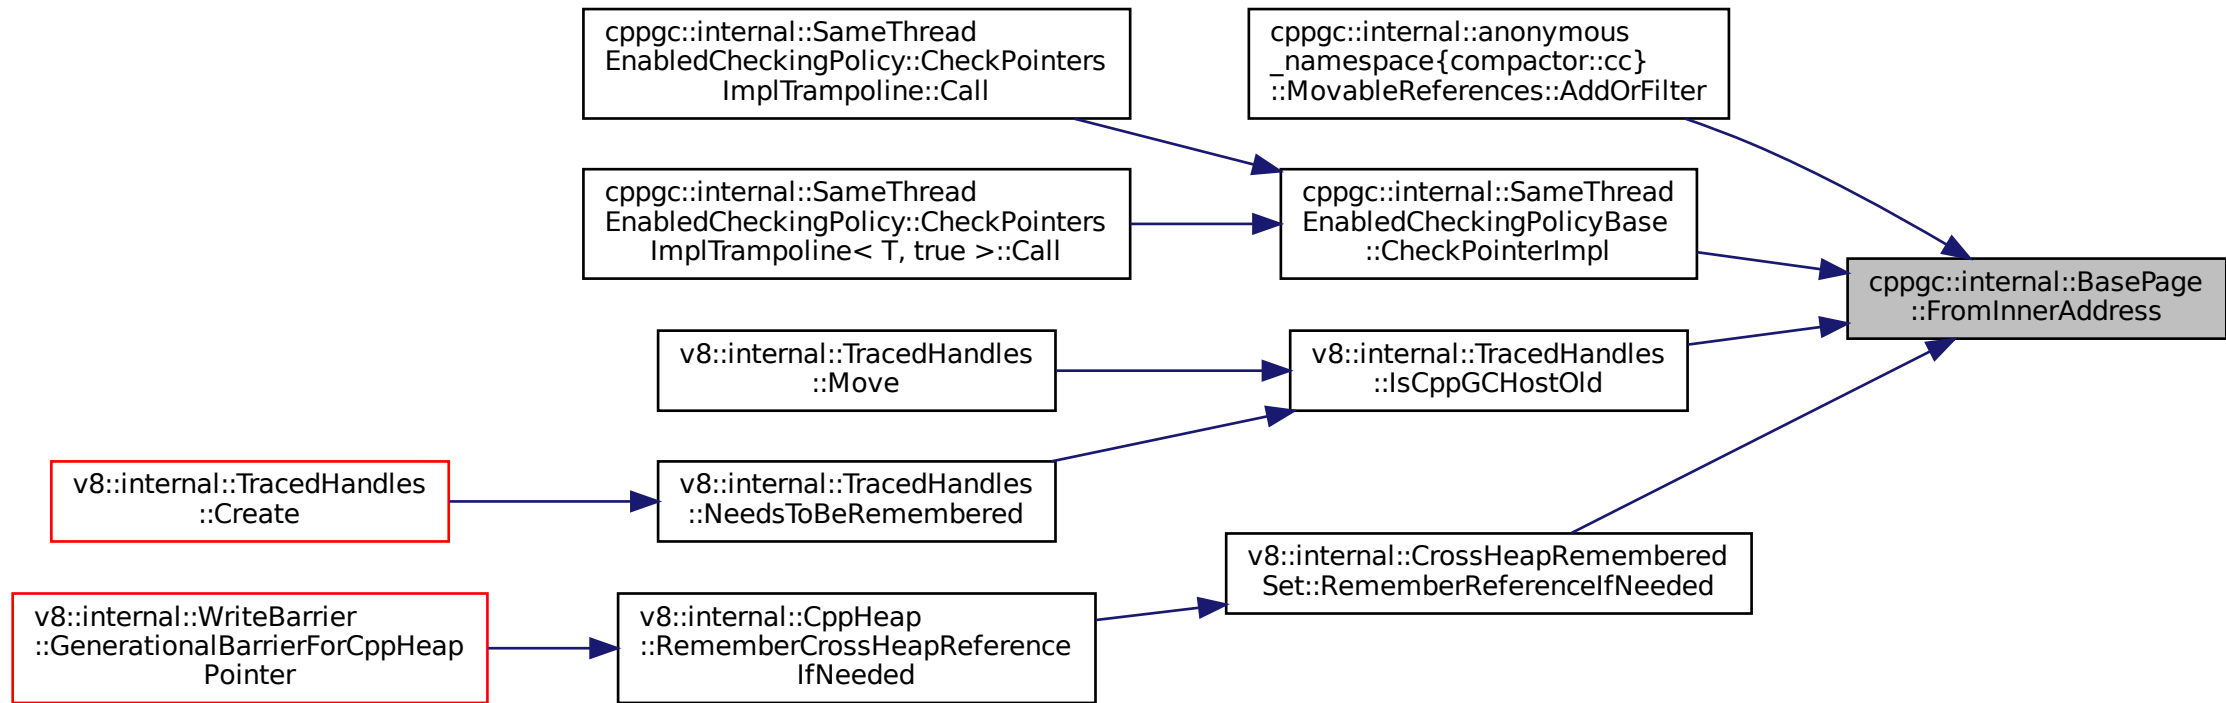 cppgc::internal::SameThread
EnabledCheckingPolicy::CheckPointers
ImplTrampoline::Call
cppgc::internal::anonymous
_namespace{compactor::cc}
::MovableReferences::AddOrFilter
cppgc::internal::SameThread
EnabledCheckingPolicy::CheckPointers
ImplTrampoline< T, true >::Call
cppgc::internal::SameThread
EnabledCheckingPolicyBase
::CheckPointerImpl
cppgc::internal::BasePage
::FromInnerAddress
v8::internal::TracedHandles
::Move
v8::internal::TracedHandles
::IsCppGCHostOld
v8::internal::TracedHandles
::Create
v8::internal::TracedHandles
::NeedsToBeRemembered
v8::internal::CrossHeapRemembered
Set::RememberReferenceIfNeeded
v8::internal::WriteBarrier
::GenerationalBarrierForCppHeap
Pointer
v8::internal::CppHeap
::RememberCrossHeapReference
IfNeeded